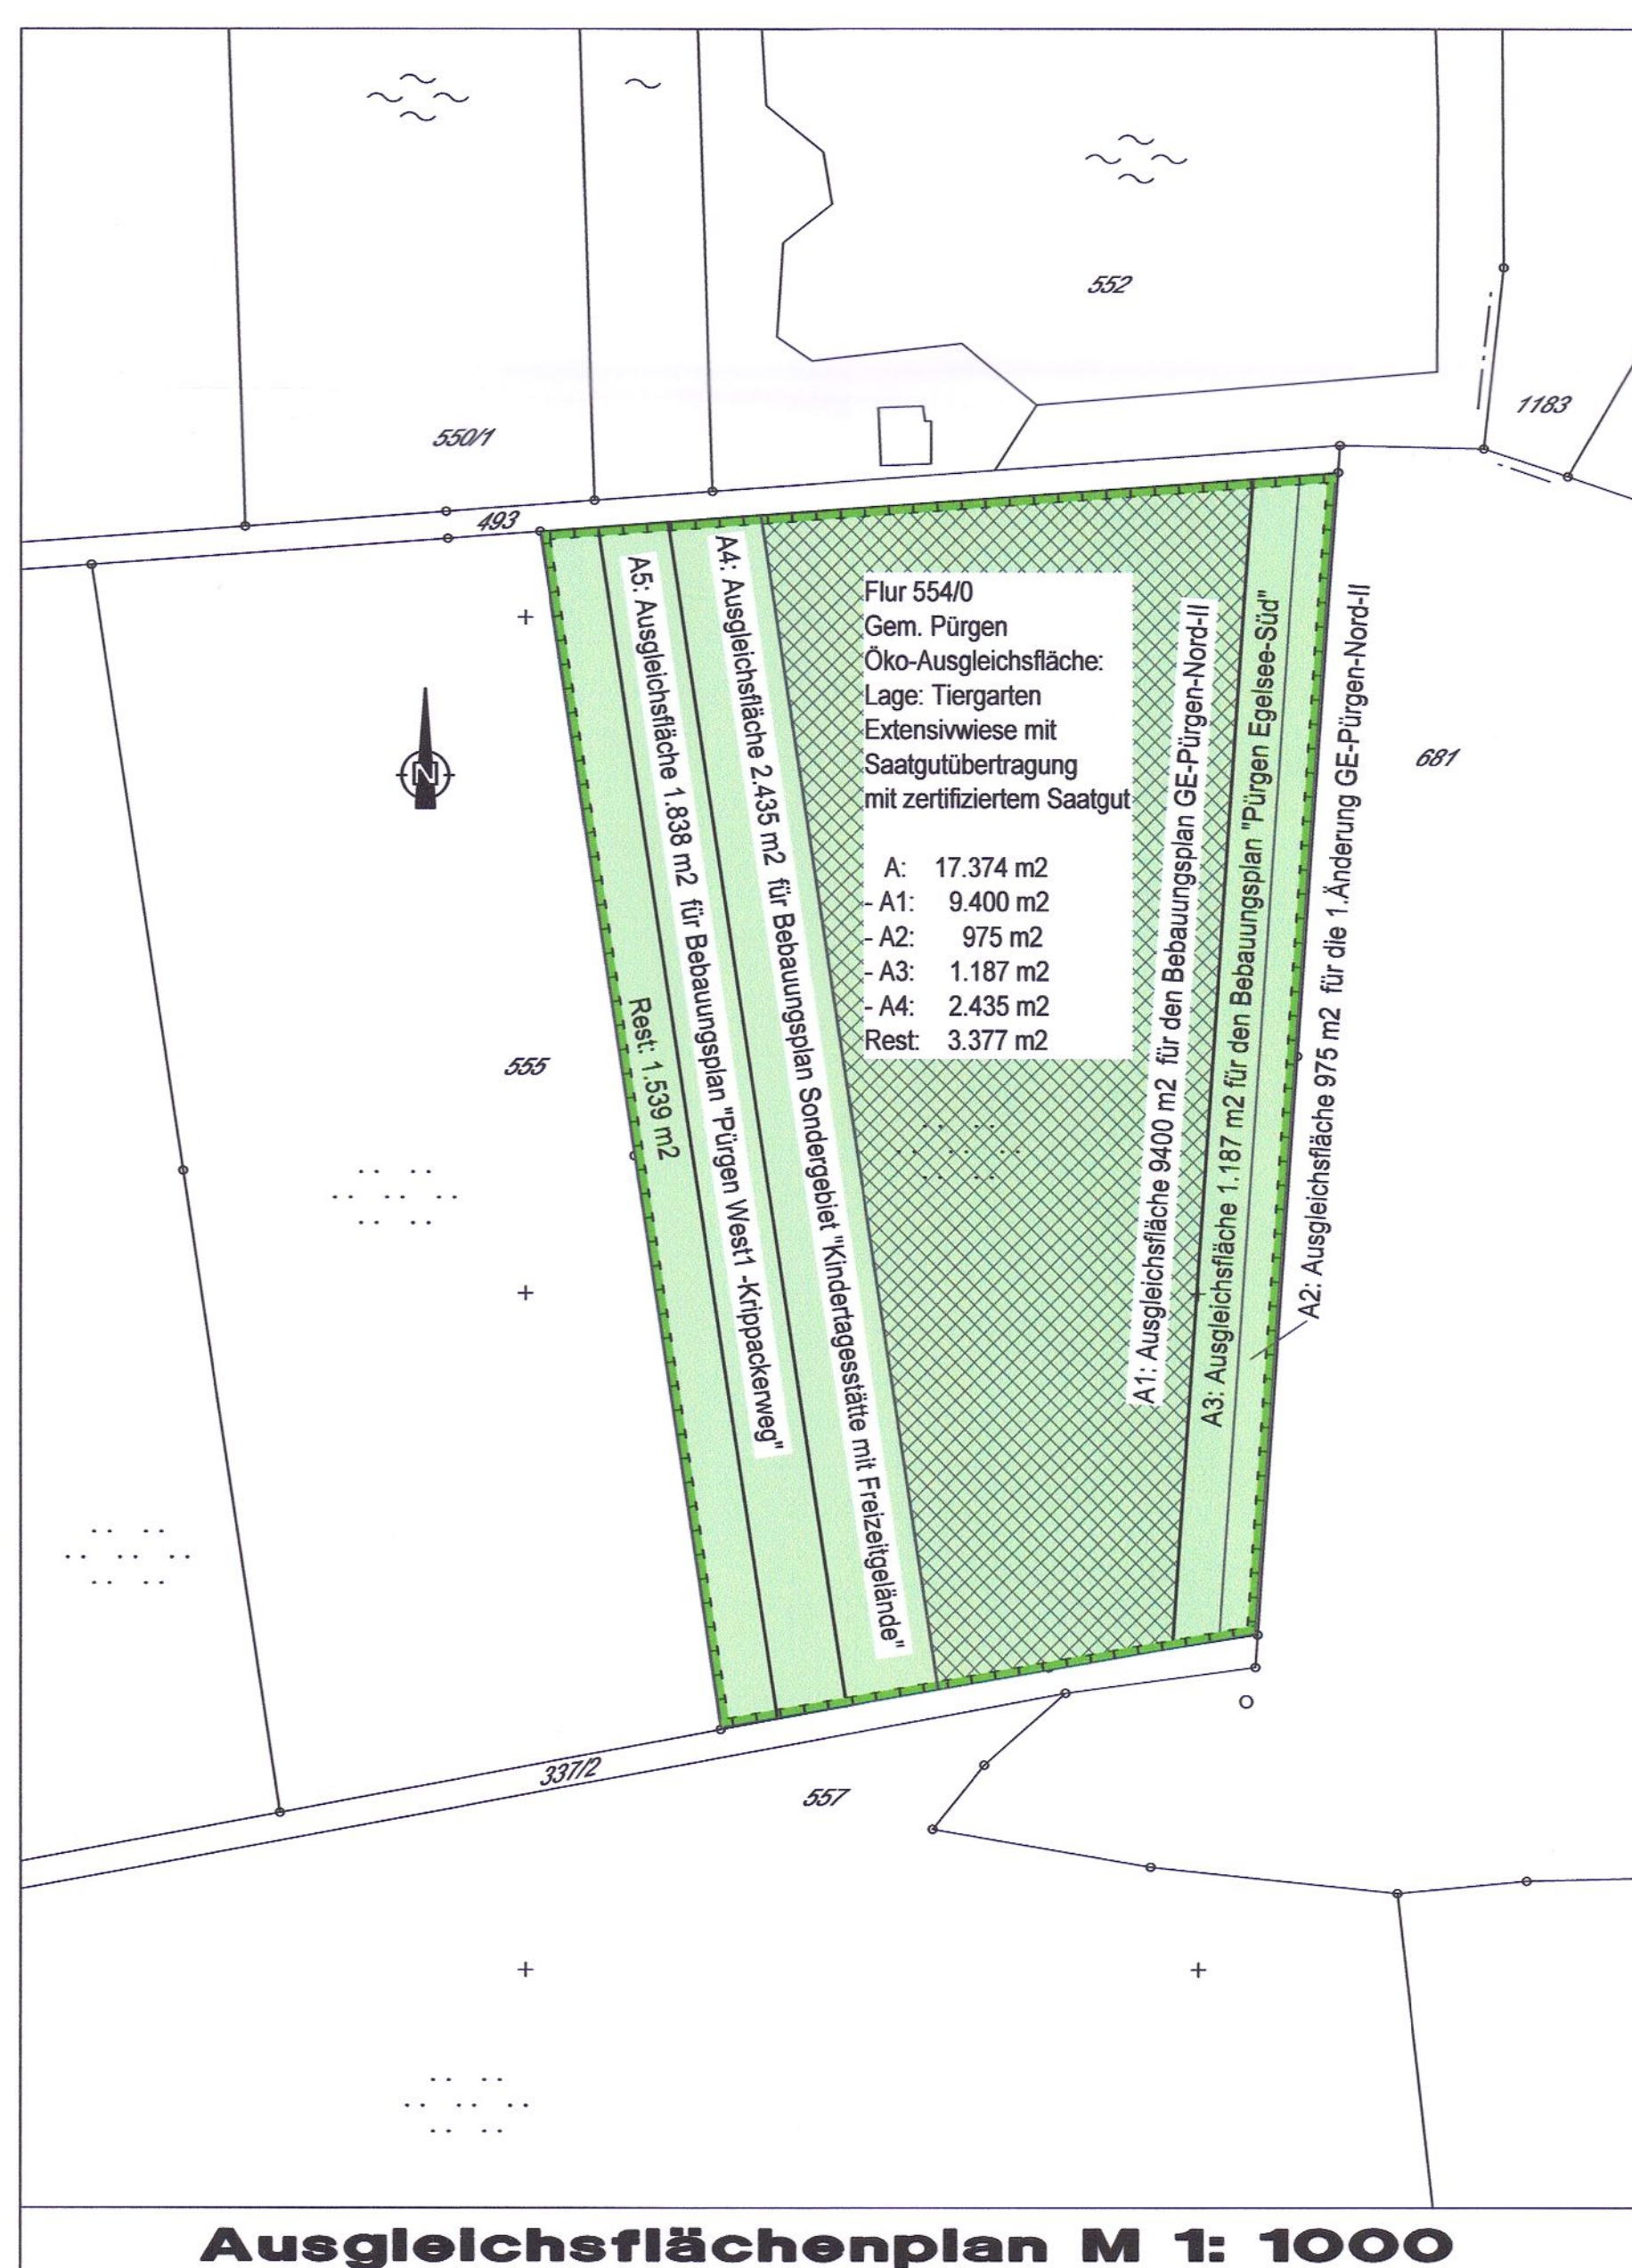 552
1183
550/1
493
Flur 554/0
Gem. Pürgen
Öko-Ausgleichsfläche:
Lage: Tiergarten
Extensivwiese mit
Saatgutübertragung
mit zertifiziertem Saatgut
A: 17.374 m2
- A1: 9.400 m2
- A2: 975 m2
- A3: 1.187 m2
- A4: 2.435 m2
Rest: 3.377 m2
A5: Ausgleichsfläche 1.838 m2 für Bebauungsplan "Pürgen West1 -Krippackerweg"
A4: Ausgleichsfläche 2.435 m2 für Bebauungsplan Sondergebiet "Kindertagesstätte mit Freizeitgelände"
A1: Ausgleichsfläche 9400 m2 für den Bebauungsplan GE-Pürgen-Nord-II
A3: Ausgleichsfläche 1.187 m2 für den Bebauungsplan "Pürgen Egelsee-Süd"
A2: Ausgleichsfläche 975 m2 für die 1.Änderung GE-Pürgen-Nord-II
Rest: 1.539 m2
N
681
555
337/2
557
Ausgleichsflächenplan M 1: 1000